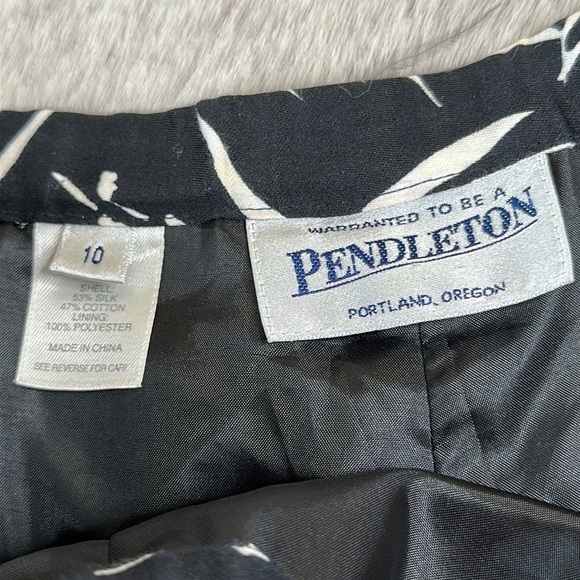 10
SHELL:
53% SILK
47% COTTON
LINING:
100% POLYESTER
MADE IN CHINA
SEE REVERSE FOR CARE
WARRANTED TO BE A
PENDLETON
PORTLAND, OREGON